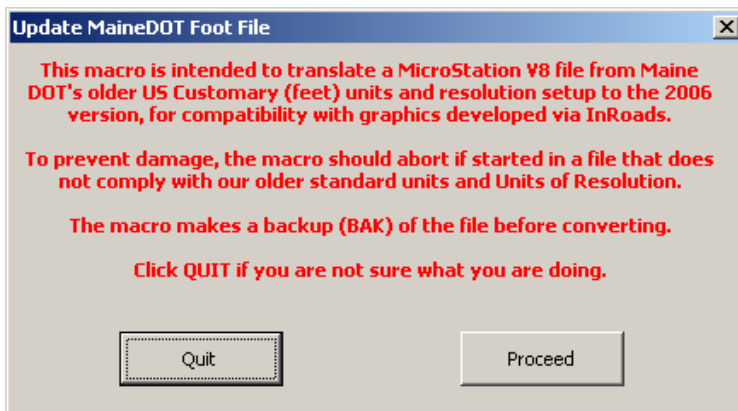 Update MaineDOT Foot File
This macro is intended to translate a MicroStation V8 file from Maine
DOT's older US Customary (feet) units and resolution setup to the 2006
version, for compatibility with graphics developed via InRoads.
To prevent damage, the macro should abort if started in a file that does
not comply with our older standard units and Units of Resolution.
The macro makes a backup (BAK) of the file before converting.
Click QUIT if you are not sure what you are doing.
Quit Proceed